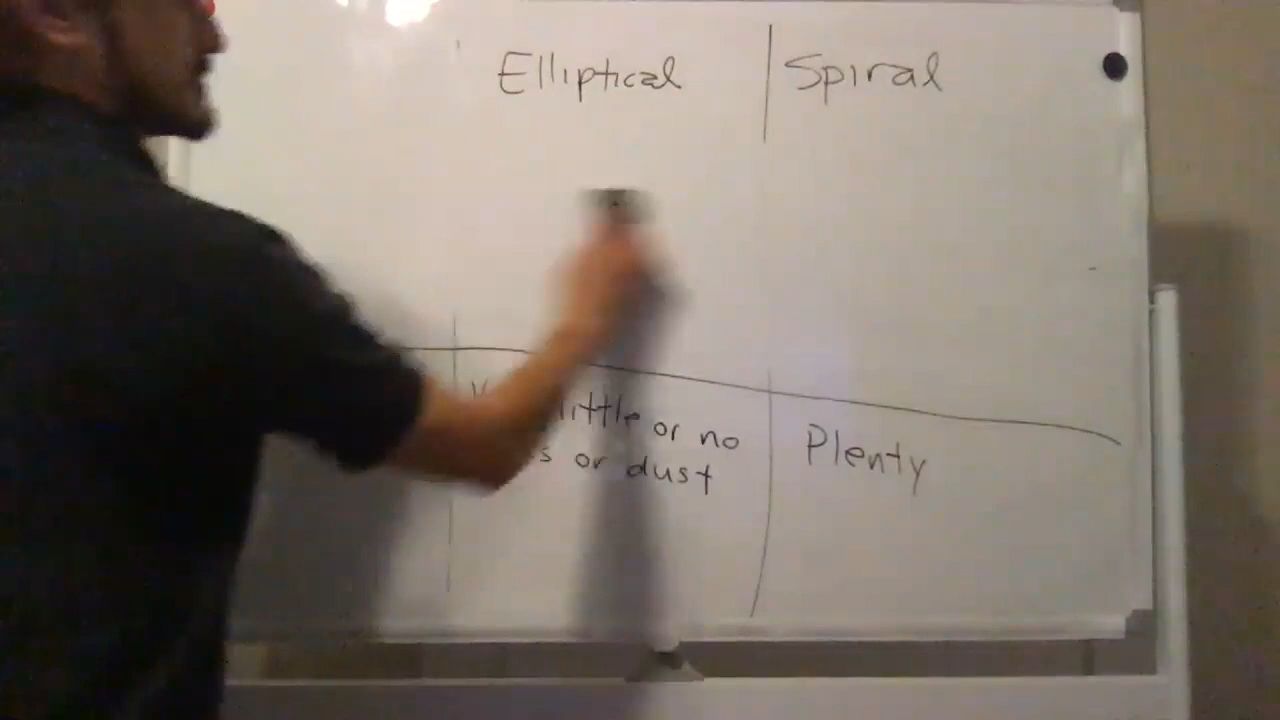 Elliptical Spiral
little or no
or dust
Plenty